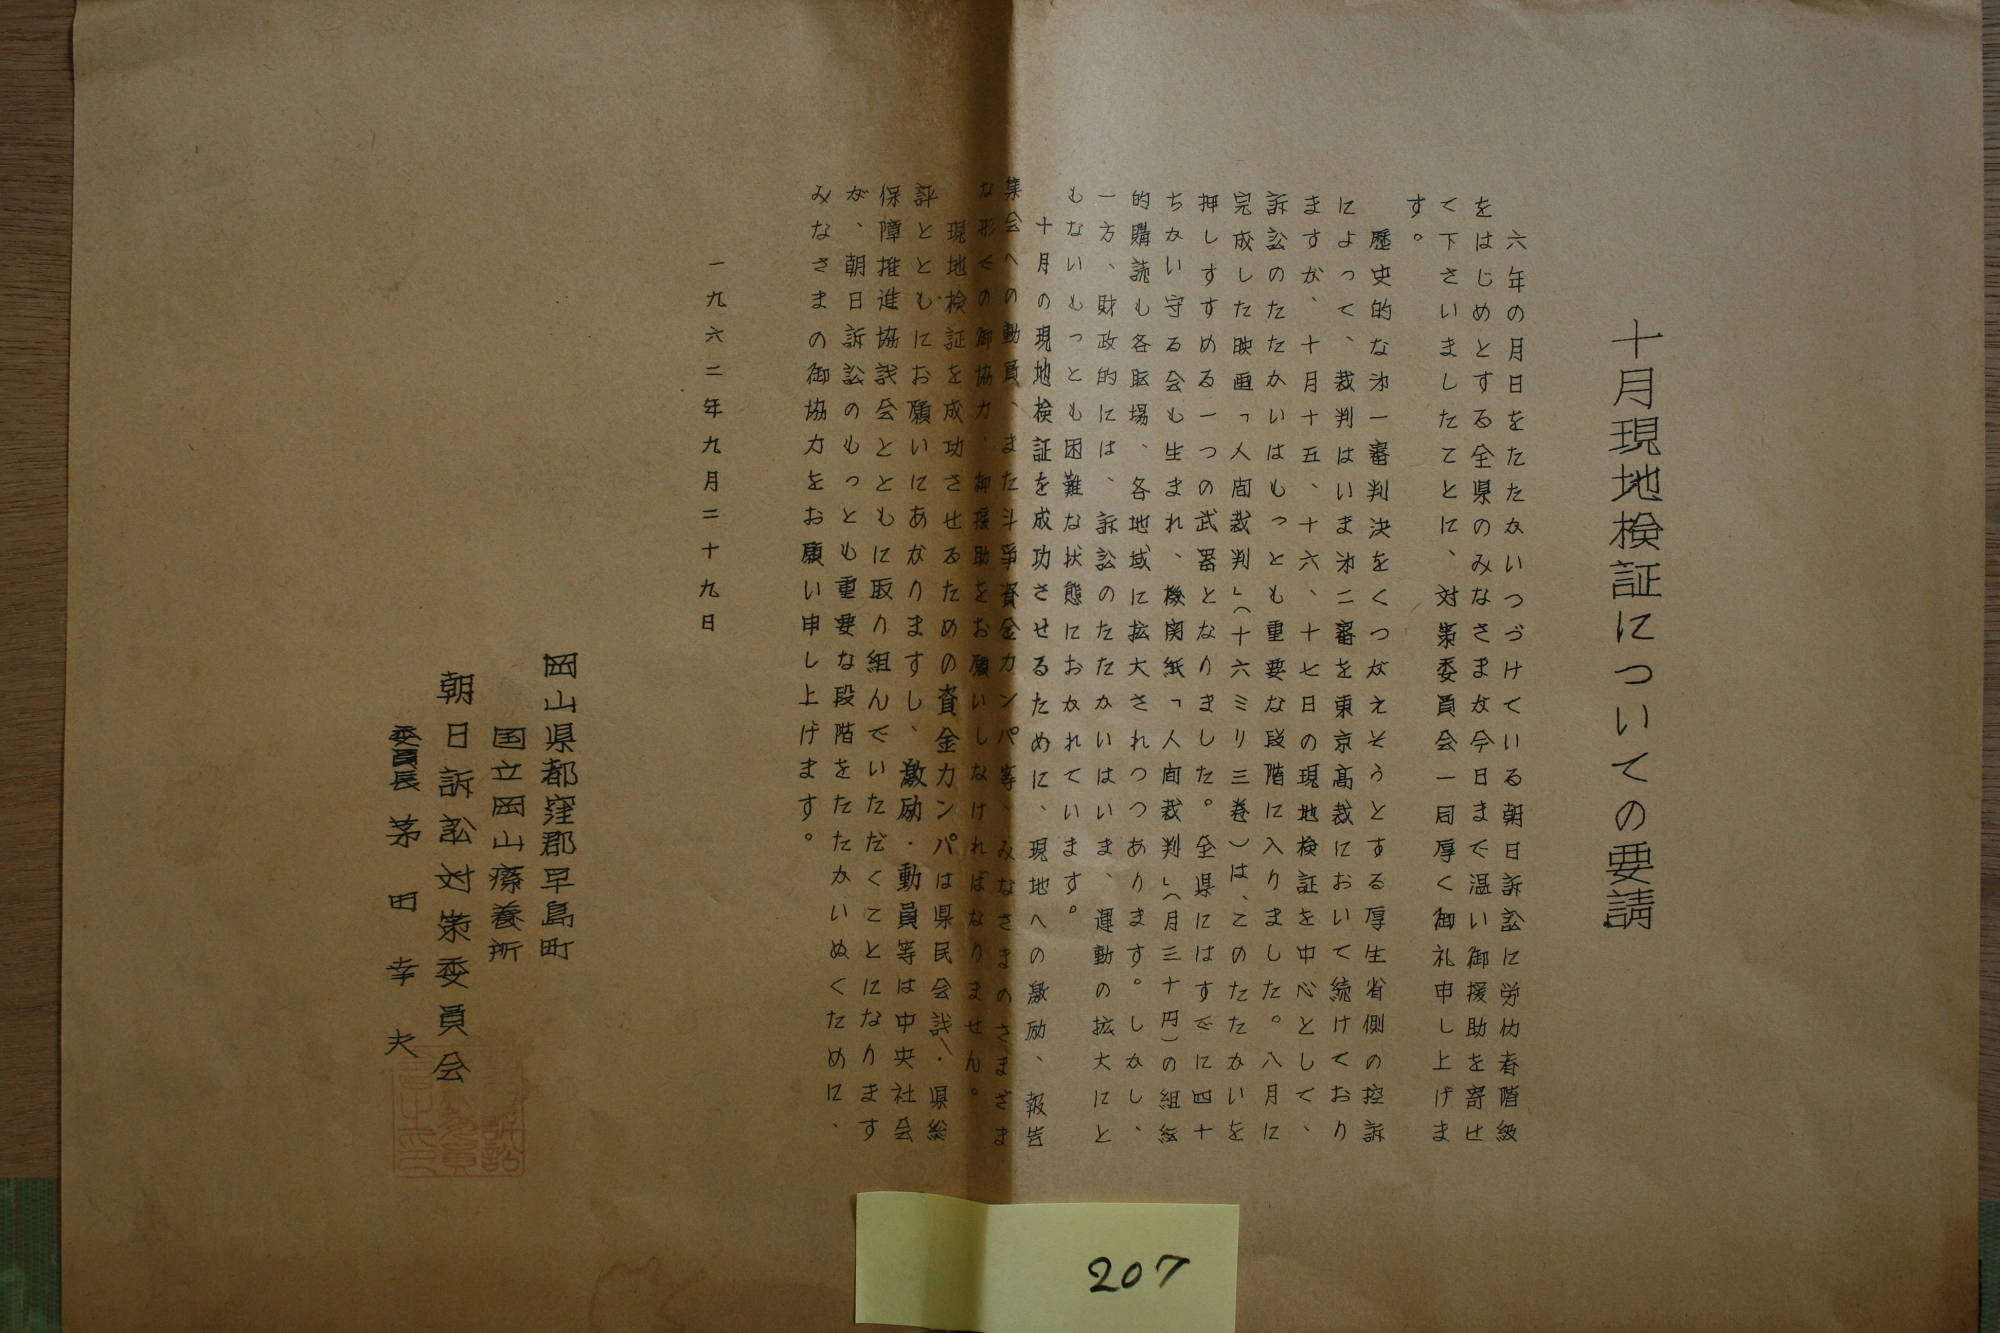 十月現地検証についての要請
六年の月日をたたかいつづけている朝日訴訟に労仂者階級
をはじめとする全県のみなさまな今日まで温い御援助を寄せ
て下さいましたことに、対策委員会一同厚く御礼申し上げま
す。
歴史的な㐧一審判決をくつがえそうとする厚生省側の控訴
によって、裁判はいま㐧二審を東京高裁において続けており
ますが、十月十五、十六、十七日の現地検証を中心として、
訴訟のたたかいはもっとも重要な段階に入りました。八月に
完成した映画「人间裁判」（十六ミリ三巻）は、このたたかいを
押しすすめる一つの武器となりました。全県にはすでに四十
ちかい守る会も生まれ、機関紙「人间裁判」（月三十円）の組織
的購読も各职場、各地域に拡大されつつあります。しかし、
一方、財政的には、訴訟のたたかいはいま、運動の拡大にと
もないもっとも困難な状態におかれています。
十月の現地検証を成功させるために、現地への激励、報告
集会への動員、また斗争資金カンパ等、みなさまのさまざま
な形での御協力、御援助をお願いしなければなりません。
現地検証を成功させるための資金カンパは県民会议・県総
評とともにお願いにあがりますし、激励・動員等は中央社会
保障推進協议会とともに取り組んでいただくことになります
が、朝日訴訟のもっとも重要な段階をたたかいぬくために、
みなさまの御協力をお願い申し上げます。
一九六二年九月二十九日
岡山県都窪郡早島町
国立岡山療養所
朝日訴訟対策委員会
委員長 茅田幸夫
207